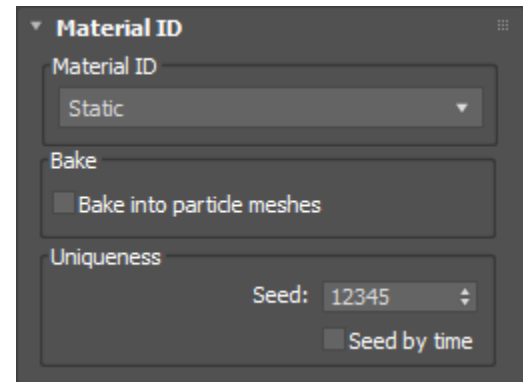 Material ID
Material ID
Static
Bake
Bake into particle meshes
Uniqueness
Seed: 12345
Seed by time